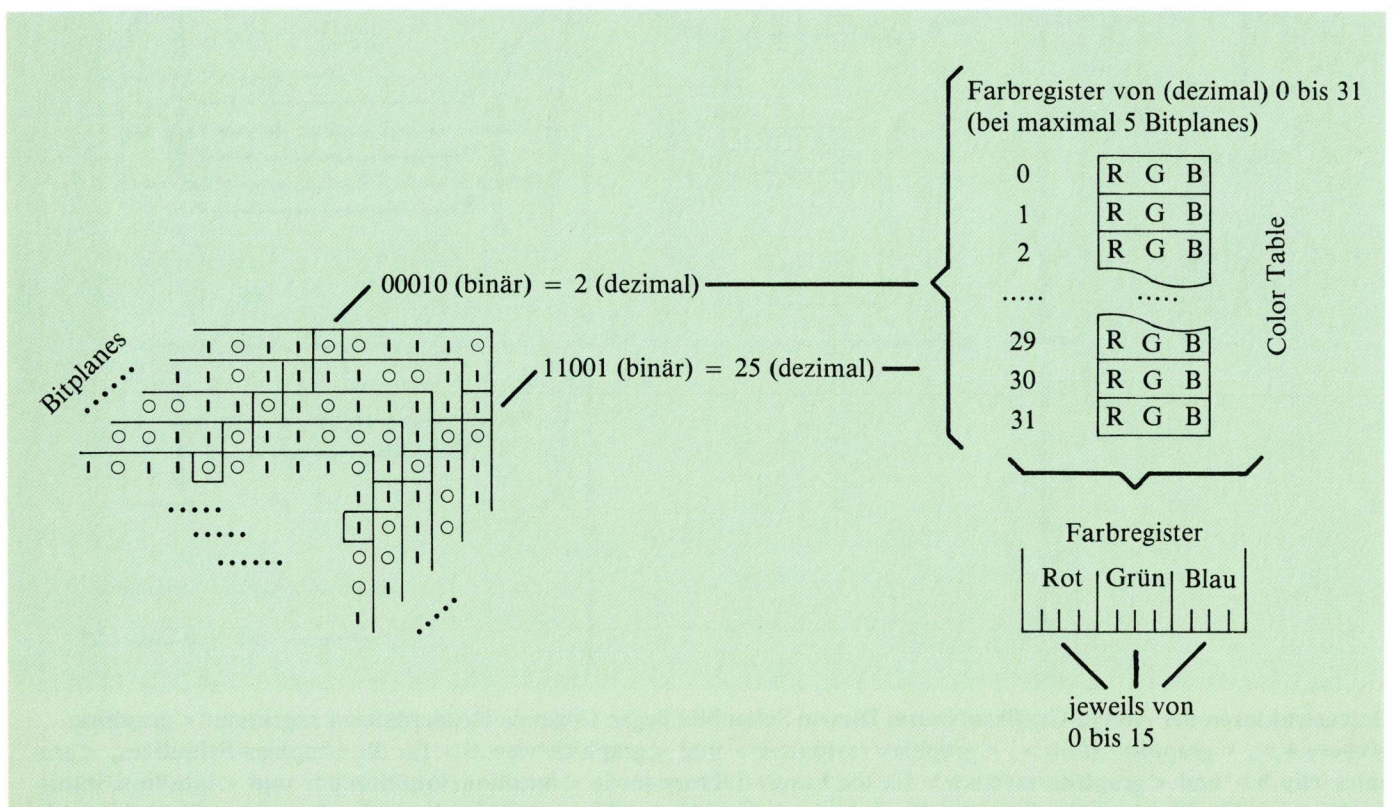 Farbregister von (dezimal) 0 bis 31
(bei maximal 5 Bitplanes)
0 R G B
1 R G B
2 R G B
..... .....
29 R G B
30 R G B
31 R G B
Color Table
00010 (binär) = 2 (dezimal)
11001 (binär) = 25 (dezimal)
Bitplanes
I O I I O O I I I O
I I O I I I I O O I I
O O I I O I O I I I I I
O O I I O I I O O O I O O
I O I I O O I I I O I O I I
I I I O I
I O I O
O O I
O I
I
Farbregister
Rot Grün Blau
jeweils von
0 bis 15